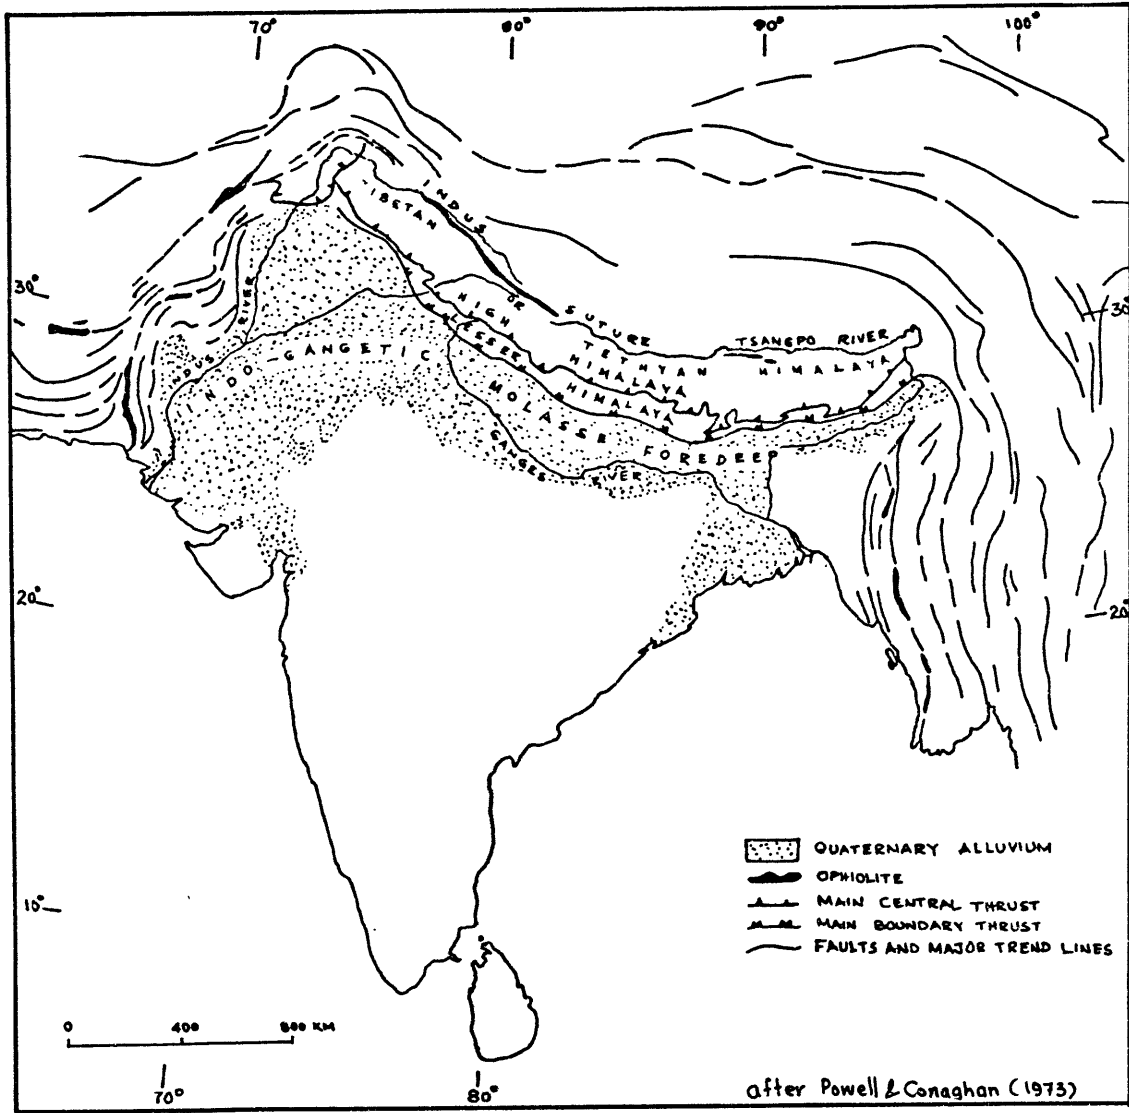 70° 80° 90° 100°
INDUS
TIBETAN
30°
OR
SUTURE
TSANGPO RIVER
30°
RIVER
INDUS
HIGH
TETHYAN
HIMALAYA
HIMALAYA
LESSER
HIMALAYA
INDO-GANGETIC
MOLASSE
FOREDEEP
GANGES RIVER
20°
20°
10°
QUATERNARY ALLUVIUM
OPHIOLITE
MAIN CENTRAL THRUST
MAIN BOUNDARY THRUST
FAULTS AND MAJOR TREND LINES
0 400 800 KM
70° 80°
after Powell & Conaghan (1973)